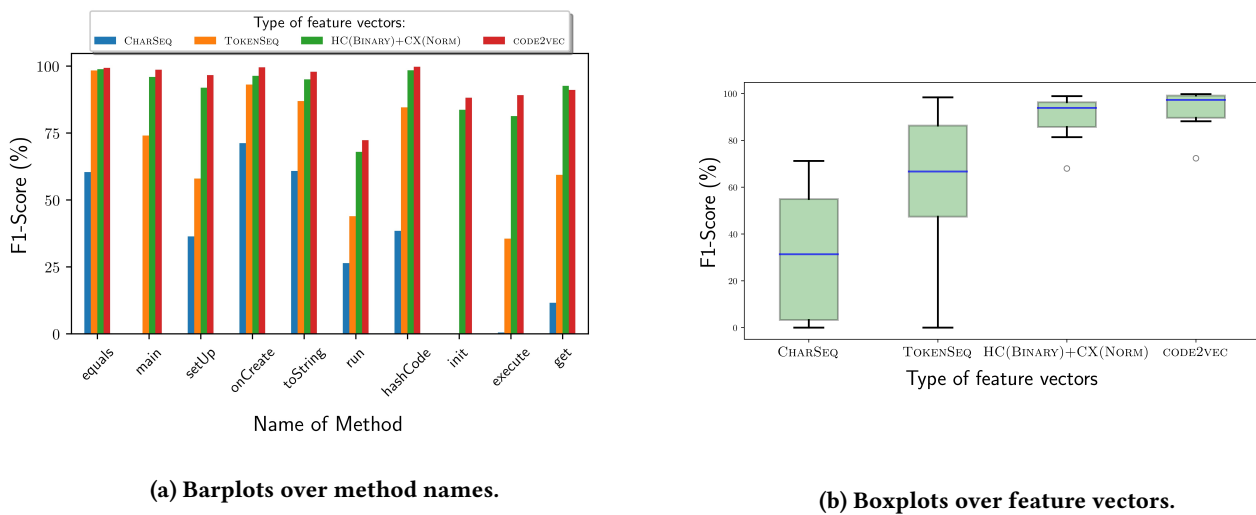 Type of feature vectors:
CHARSEQ TOKENSEQ HC(BINARY)+CX(NORM) CODE2VEC
F1-Score (%)
100
75
50
25
0
equals main setUp onCreate toString run hashCode init execute get
Name of Method
(a) Barplots over method names.
F1-Score (%)
100
80
60
40
20
0
CHARSEQ TOKENSEQ HC(BINARY)+CX(NORM) CODE2VEC
Type of feature vectors
(b) Boxplots over feature vectors.